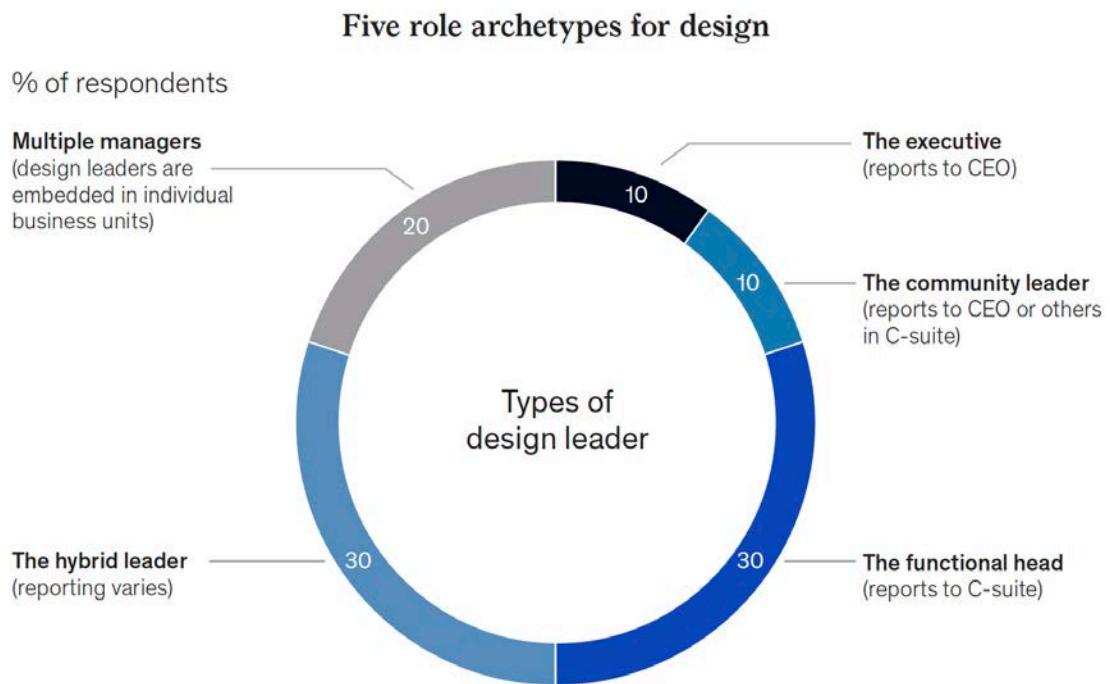 Five role archetypes for design
% of respondents
Multiple managers
(design leaders are
embedded in individual
business units)
20
The executive
(reports to CEO)
10
The community leader
(reports to CEO or others
in C-suite)
10
Types of
design leader
The hybrid leader
(reporting varies)
30
The functional head
(reports to C-suite)
30